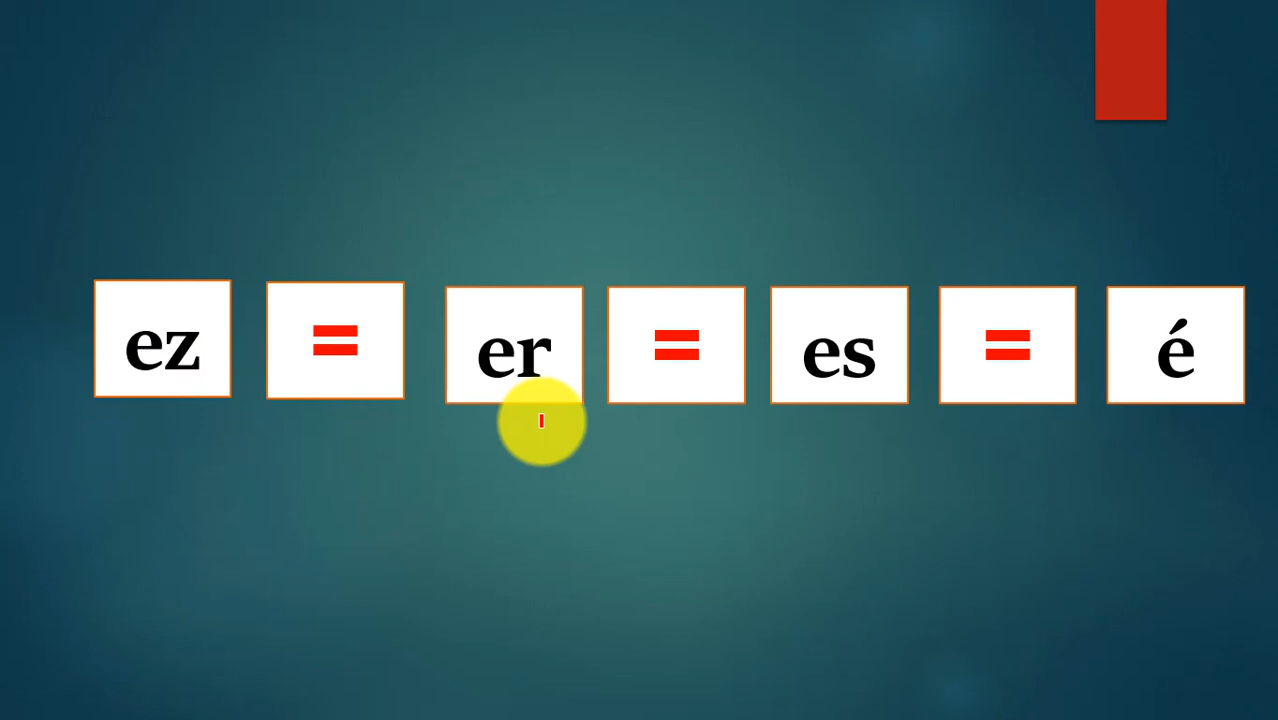 ez = er = es = é